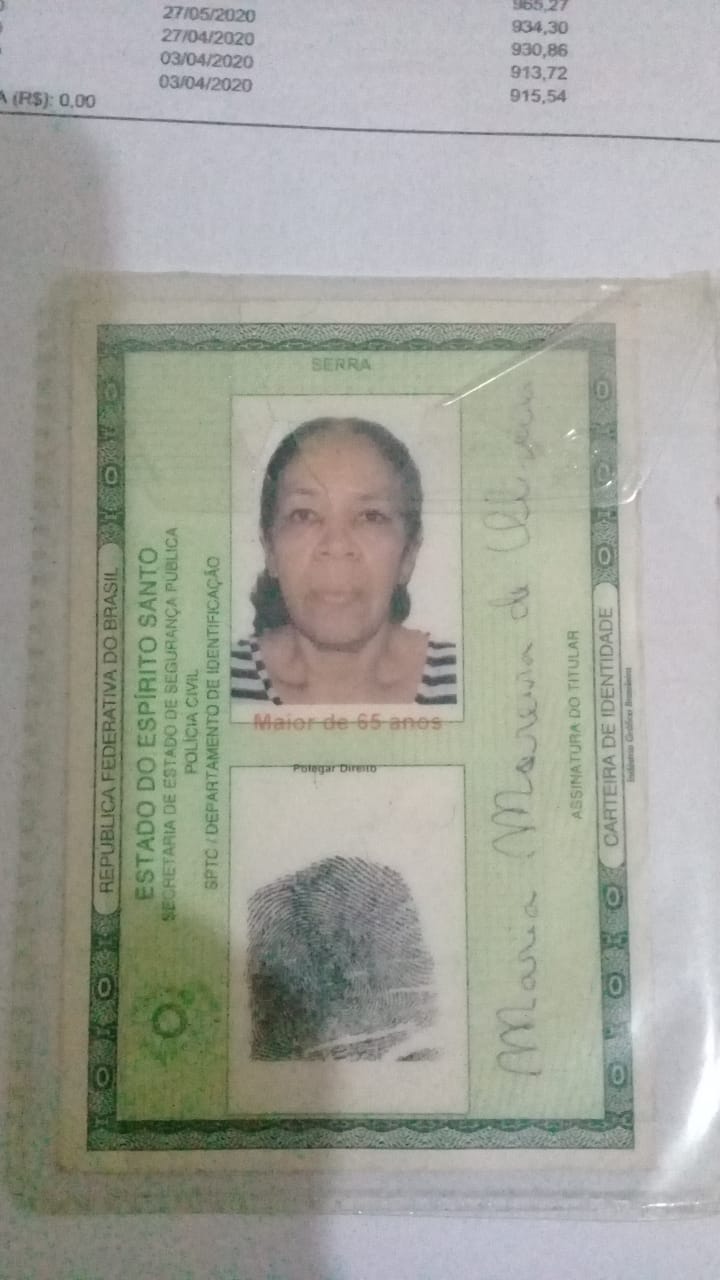 27/05/2020 965,27
27/04/2020 934,30
03/04/2020 930,86
03/04/2020 913,72
A (R$): 0,00 915,54
REPUBLICA FEDERATIVA DO BRASIL
ESTADO DO ESPÍRITO SANTO
SECRETARIA DE ESTADO DE SEGURANÇA PUBLICA
POLÍCIA CIVIL
SPTC / DEPARTAMENTO DE IDENTIFICAÇÃO
SERRA
Maior de 65 anos
Polegar Direito
Maria Moreira de Oliveira
ASSINATURA DO TITULAR
CARTEIRA DE IDENTIDADE